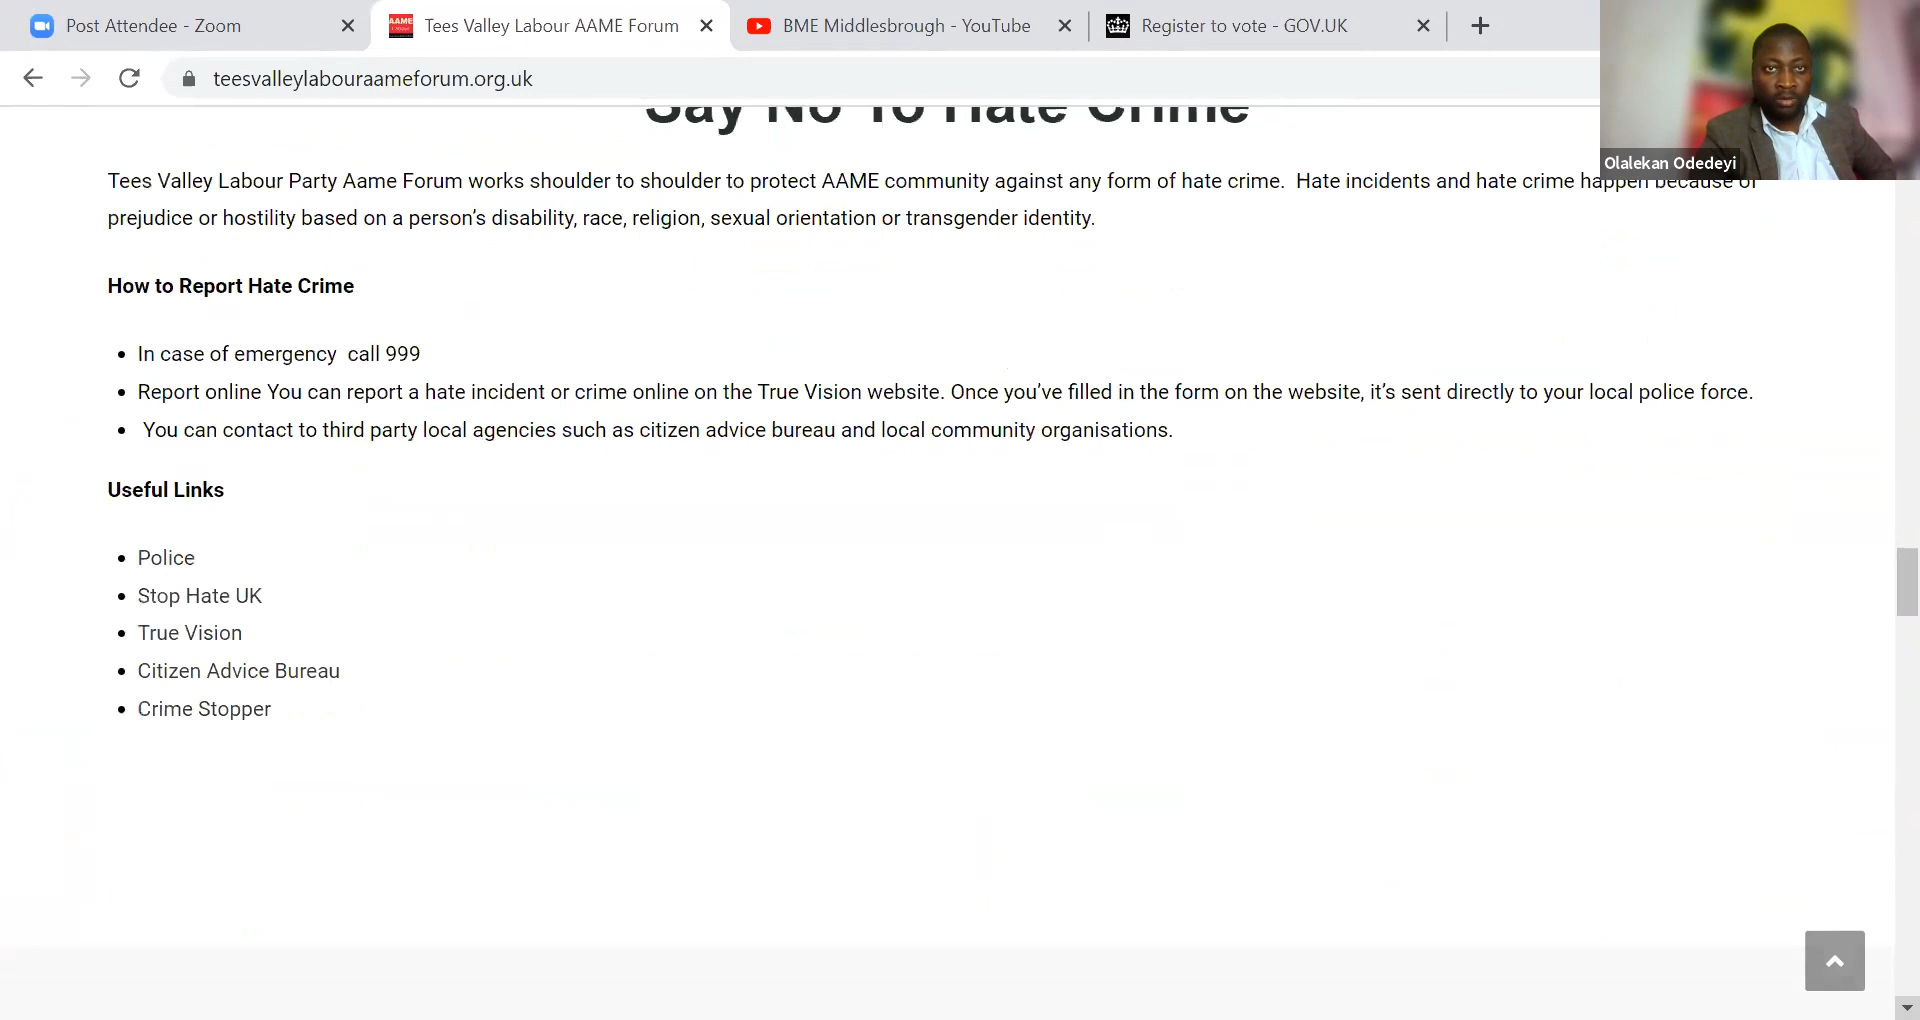 Post Attendee - Zoom
AAME
Tees Valley Labour AAME Forum
BME Middlesbrough - YouTube
Register to vote - GOV.UK
teesvalleylabouraameforum.org.uk
Olalekan Odedeyi
Say No To Hate Crime
Tees Valley Labour Party Aame Forum works shoulder to shoulder to protect AAME community against any form of hate crime.  Hate incidents and hate crime happen because of
prejudice or hostility based on a person’s disability, race, religion, sexual orientation or transgender identity.
How to Report Hate Crime
In case of emergency  call 999
Report online You can report a hate incident or crime online on the True Vision website. Once you’ve filled in the form on the website, it’s sent directly to your local police force.
You can contact to third party local agencies such as citizen advice bureau and local community organisations.
Useful Links
Police
Stop Hate UK
True Vision
Citizen Advice Bureau
Crime Stopper